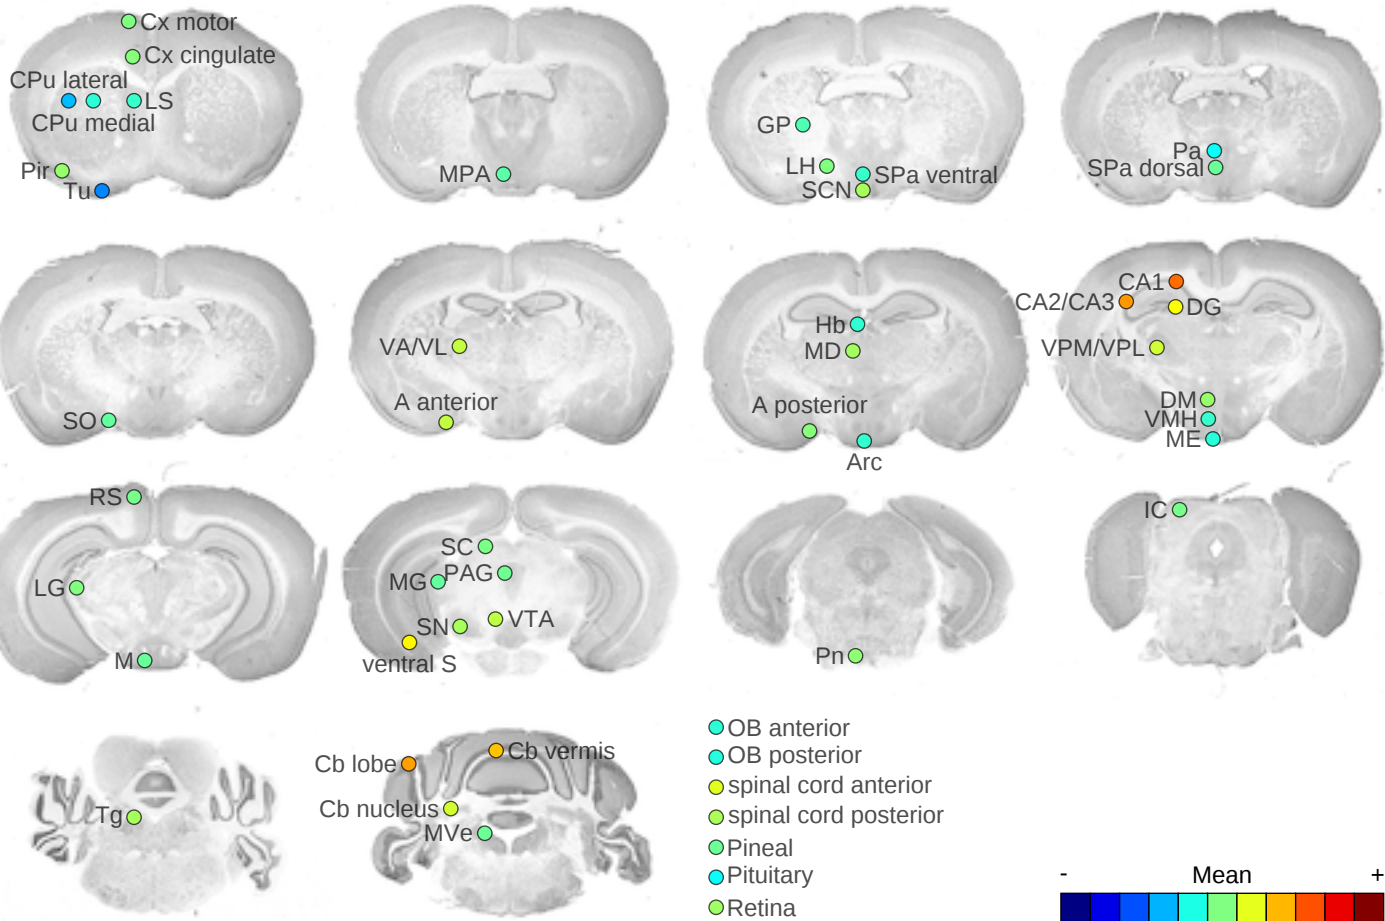 Cx motor
Cx cingulate
CPu lateral
LS
CPu medial
Pir
Tu
MPA
GP
LH
SPa ventral
SCN
Pa
SPa dorsal
SO
VA/VL
A anterior
Hb
MD
A posterior
Arc
CA1
CA2/CA3
DG
VPM/VPL
DM
VMH
ME
RS
LG
M
SC
MG
PAG
SN
VTA
ventral S
Pn
IC
Tg
Cb lobe
Cb vermis
Cb nucleus
MVe
OB anterior
OB posterior
spinal cord anterior
spinal cord posterior
Pineal
Pituitary
Retina
- Mean +